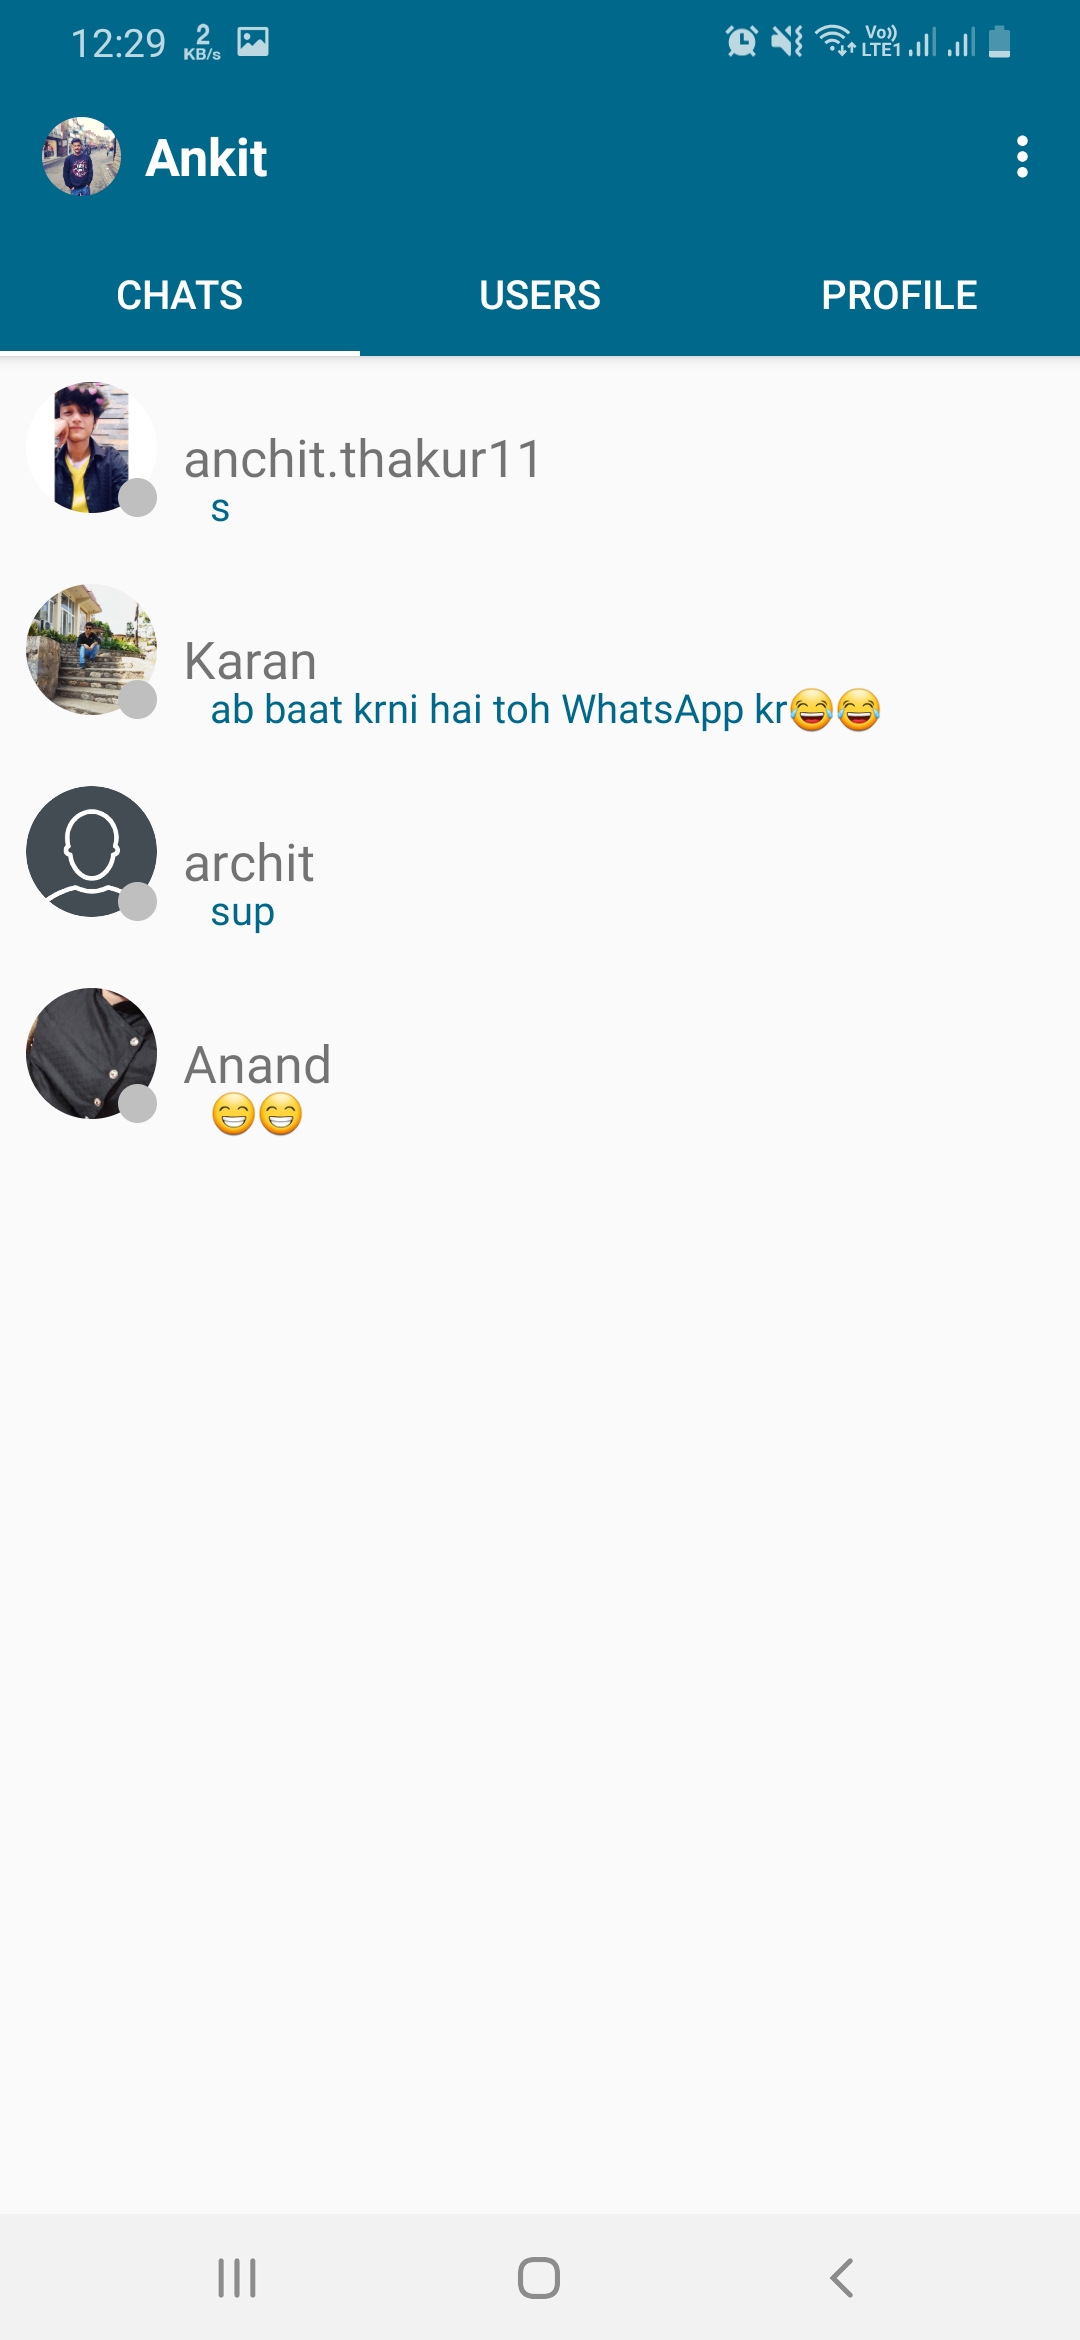 12:29 2 KB/s Vo)) LTE1
Ankit
CHATS USERS PROFILE
anchit.thakur11
s
Karan
ab baat krni hai toh WhatsApp kr😂😂
archit
sup
Anand
😁😁